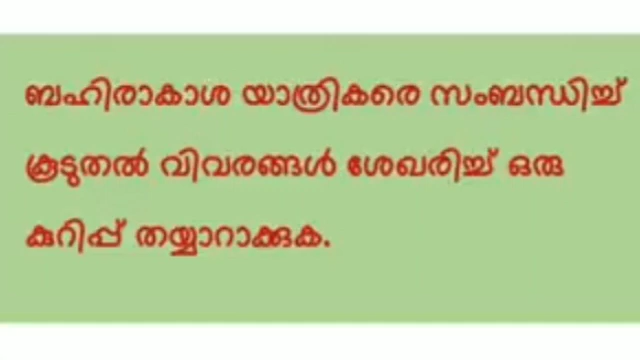 ബഹിരാകാശ യാത്രികരെ സംബന്ധിച്ച്
കൂടുതൽ വിവരങ്ങൾ ശേഖരിച്ച് ഒരു
കുറിപ്പ് തയ്യാറാക്കുക.